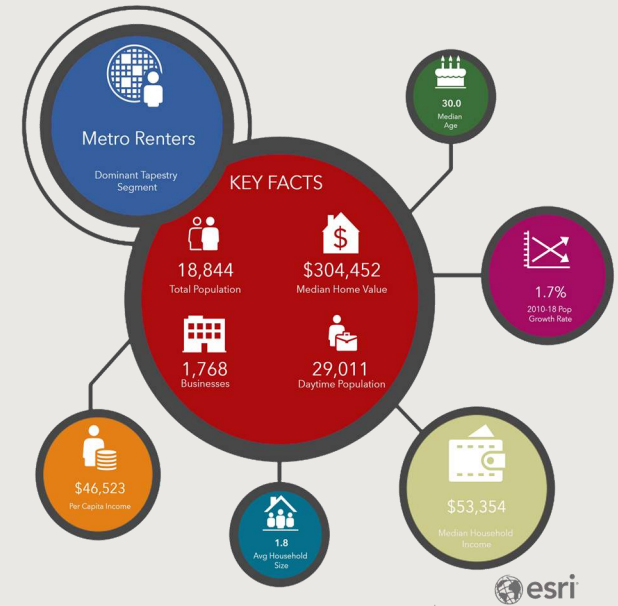 Metro Renters
Dominant Tapestry
Segment
KEY FACTS
18,844
Total Population
$
$304,452
Median Home Value
1,768
Businesses
29,011
Daytime Population
30.0
Median
Age
1.7%
2010-18 Pop
Growth Rate
$46,523
Per Capita Income
1.8
Avg Household
Size
$53,354
Median Household
Income
esri